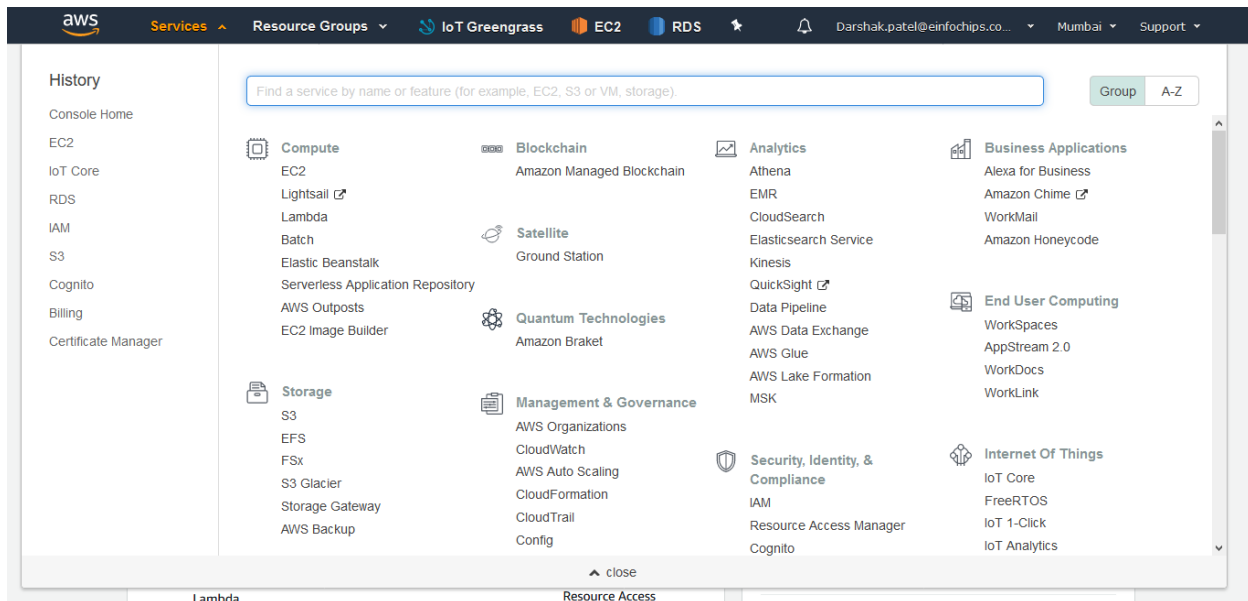 aws Services Resource Groups IoT Greengrass EC2 RDS Darshak.patel@einfochips.co... Mumbai Support
History
Console Home
EC2
IoT Core
RDS
IAM
S3
Cognito
Billing
Certificate Manager
Find a service by name or feature (for example, EC2, S3 or VM, storage).
Group A-Z
Compute
EC2
Lightsail
Lambda
Batch
Elastic Beanstalk
Serverless Application Repository
AWS Outposts
EC2 Image Builder
Storage
S3
EFS
FSx
S3 Glacier
Storage Gateway
AWS Backup
Blockchain
Amazon Managed Blockchain
Satellite
Ground Station
Quantum Technologies
Amazon Braket
Management & Governance
AWS Organizations
CloudWatch
AWS Auto Scaling
CloudFormation
CloudTrail
Config
Analytics
Athena
EMR
CloudSearch
Elasticsearch Service
Kinesis
QuickSight
Data Pipeline
AWS Data Exchange
AWS Glue
AWS Lake Formation
MSK
Security, Identity, &
Compliance
IAM
Resource Access Manager
Cognito
Business Applications
Alexa for Business
Amazon Chime
WorkMail
Amazon Honeycode
End User Computing
WorkSpaces
AppStream 2.0
WorkDocs
WorkLink
Internet Of Things
IoT Core
FreeRTOS
IoT 1-Click
IoT Analytics
close
Lambda
Resource Access